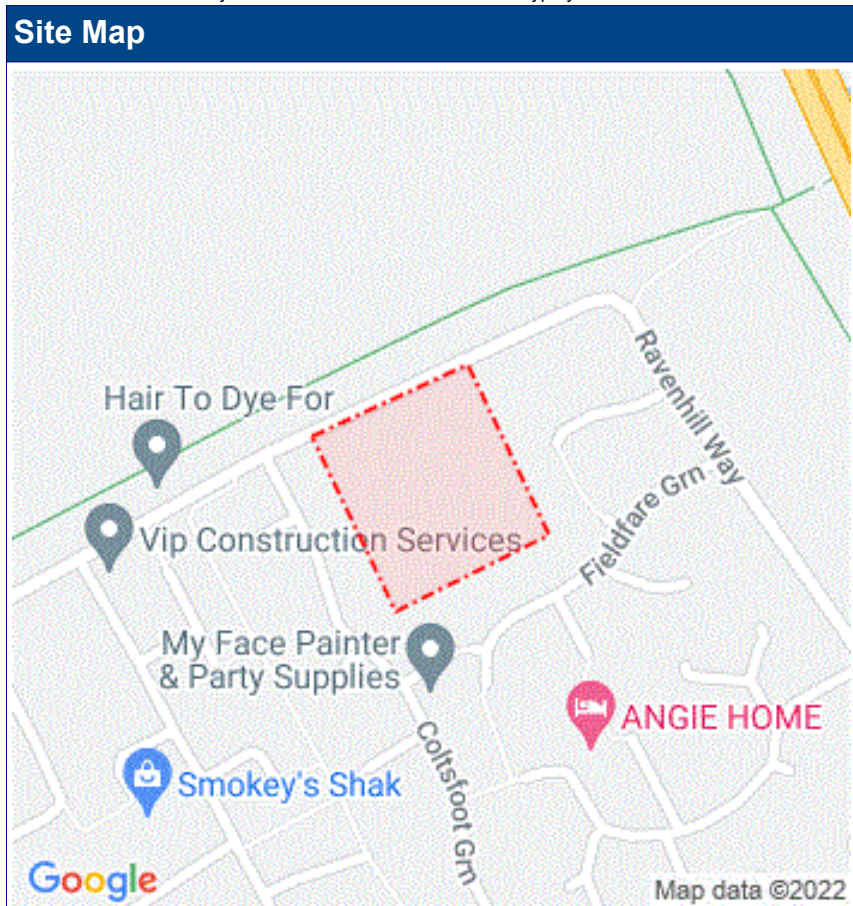 Site Map
Hair To Dye For
Ravenhill Way
Vip Construction Services
Fieldfare Grn
My Face Painter
& Party Supplies
ANGIE HOME
Coltsfoot Grn
Smokey's Shak
Google
Map data ©2022